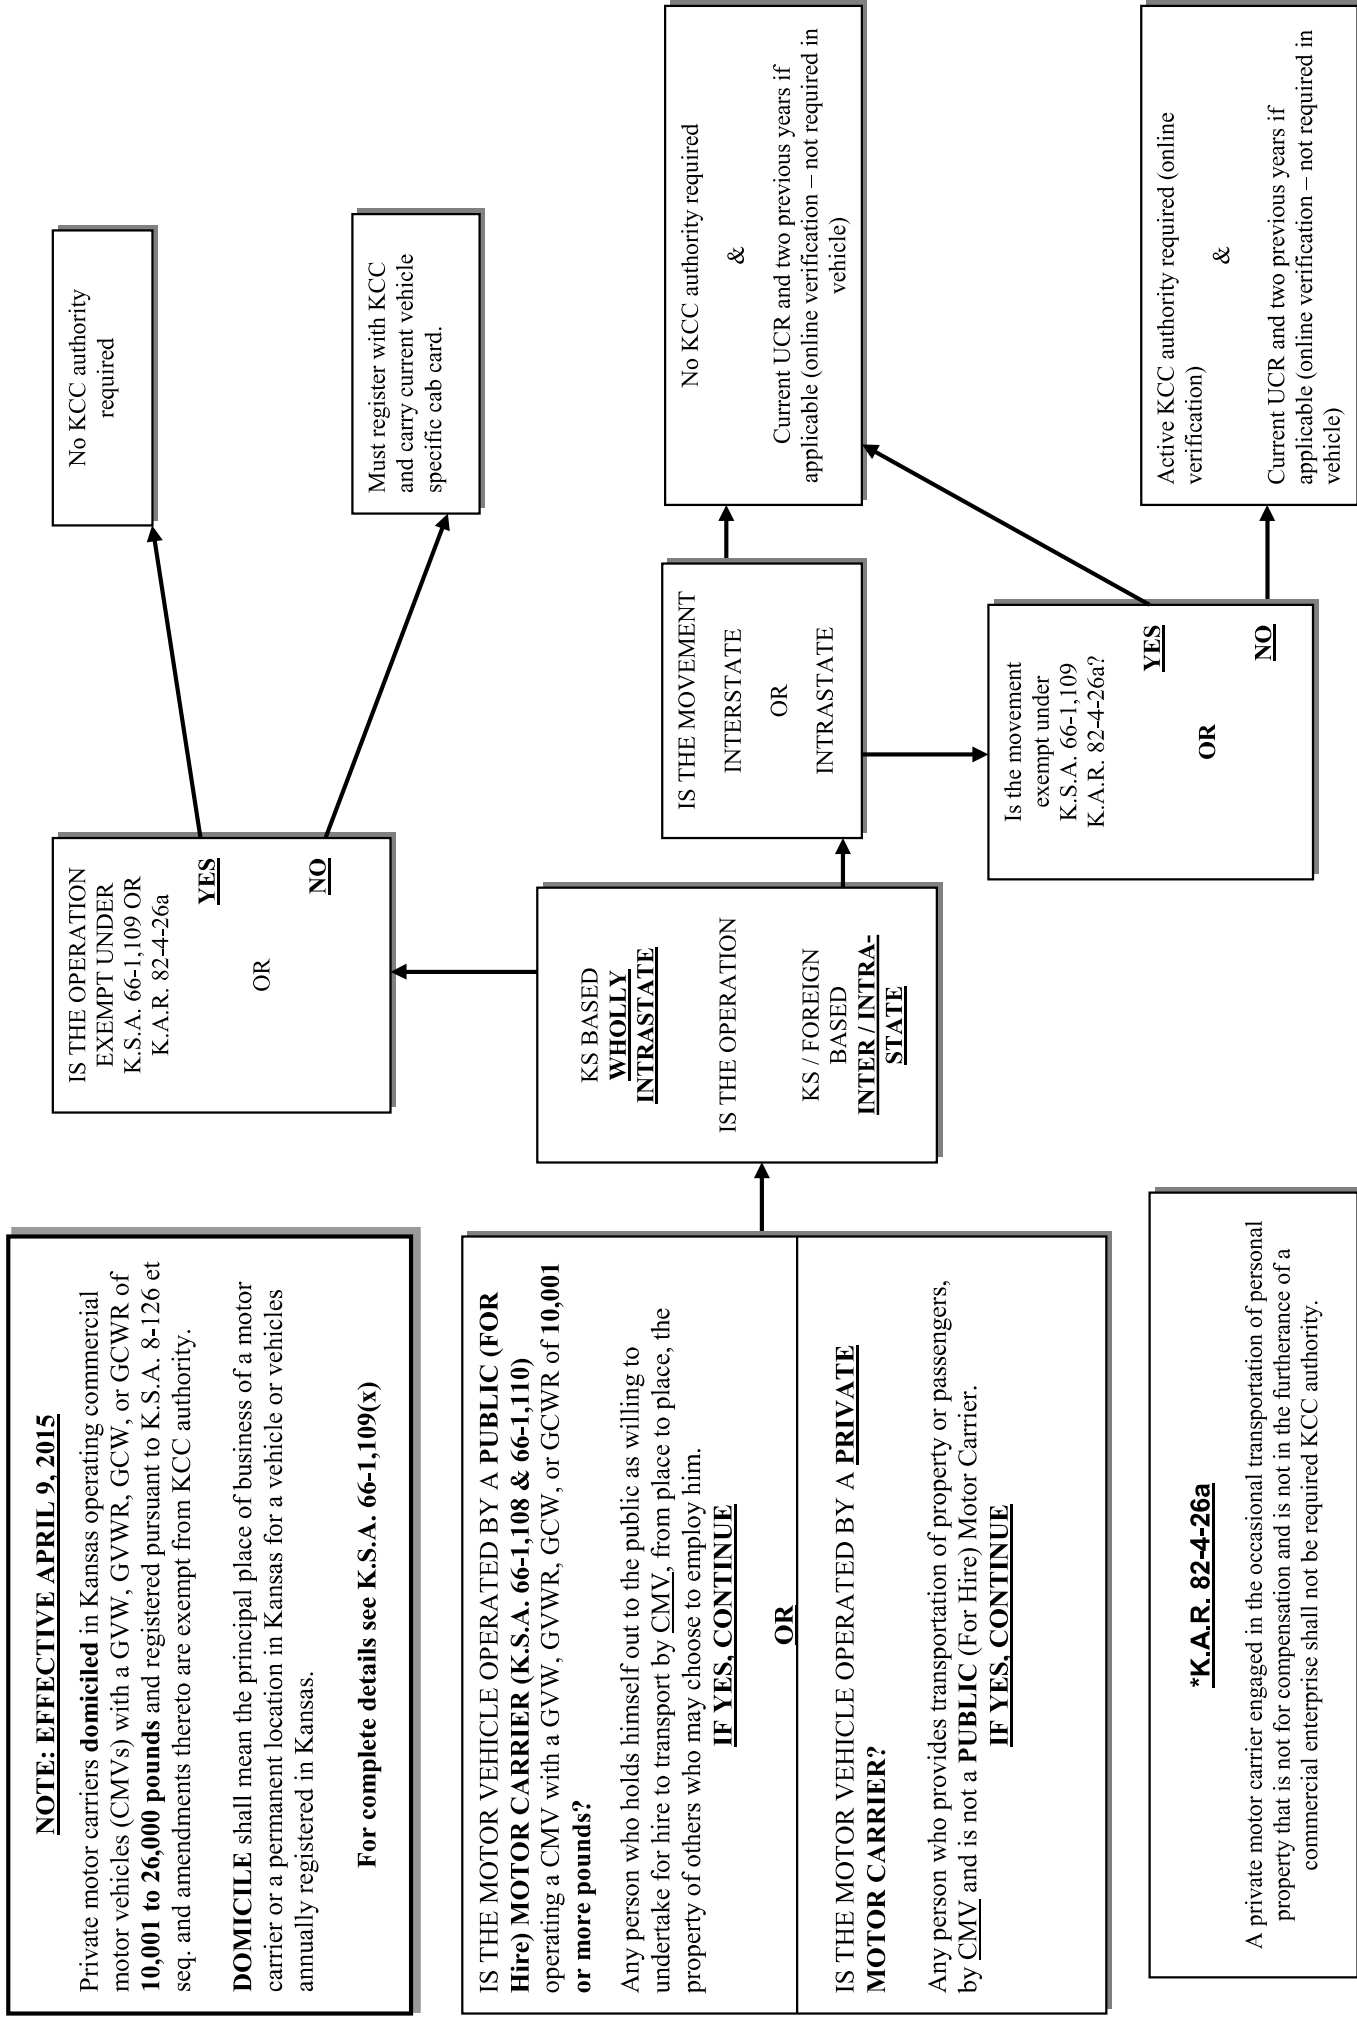 NOTE: EFFECTIVE APRIL 9, 2015
Private motor carriers domiciled in Kansas operating commercial
motor vehicles (CMVs) with a GVW, GVWR, GCW, or GCWR of
10,001 to 26,000 pounds and registered pursuant to K.S.A. 8-126 et
seq. and amendments thereto are exempt from KCC authority.
DOMICILE shall mean the principal place of business of a motor
carrier or a permanent location in Kansas for a vehicle or vehicles
annually registered in Kansas.
For complete details see K.S.A. 66-1,109(x)
IS THE MOTOR VEHICLE OPERATED BY A PUBLIC (FOR
Hire) MOTOR CARRIER (K.S.A. 66-1,108 & 66-1,110)
operating a CMV with a GVW, GVWR, GCW, or GCWR of 10,001
or more pounds?
Any person who holds himself out to the public as willing to
undertake for hire to transport by CMV, from place to place, the
property of others who may choose to employ him.
IF YES, CONTINUE
OR
IS THE MOTOR VEHICLE OPERATED BY A PRIVATE
MOTOR CARRIER?
Any person who provides transportation of property or passengers,
by CMV and is not a PUBLIC (For Hire) Motor Carrier.
IF YES, CONTINUE
*K.A.R. 82-4-26a
A private motor carrier engaged in the occasional transportation of personal
property that is not for compensation and is not in the furtherance of a
commercial enterprise shall not be required KCC authority.
KS BASED
WHOLLY
INTRASTATE
IS THE OPERATION
KS / FOREIGN
BASED
INTER / INTRA-
STATE
IS THE OPERATION
EXEMPT UNDER
K.S.A. 66-1,109 OR
K.A.R. 82-4-26a
YES
OR
NO
No KCC authority
required
Must register with KCC
and carry current vehicle
specific cab card.
IS THE MOVEMENT
INTERSTATE
OR
INTRASTATE
Is the movement
exempt under
K.S.A. 66-1,109
K.A.R. 82-4-26a?
YES
OR
NO
No KCC authority required
&
Current UCR and two previous years if
applicable (online verification – not required in
vehicle)
Active KCC authority required (online
verification)
&
Current UCR and two previous years if
applicable (online verification – not required in
vehicle)